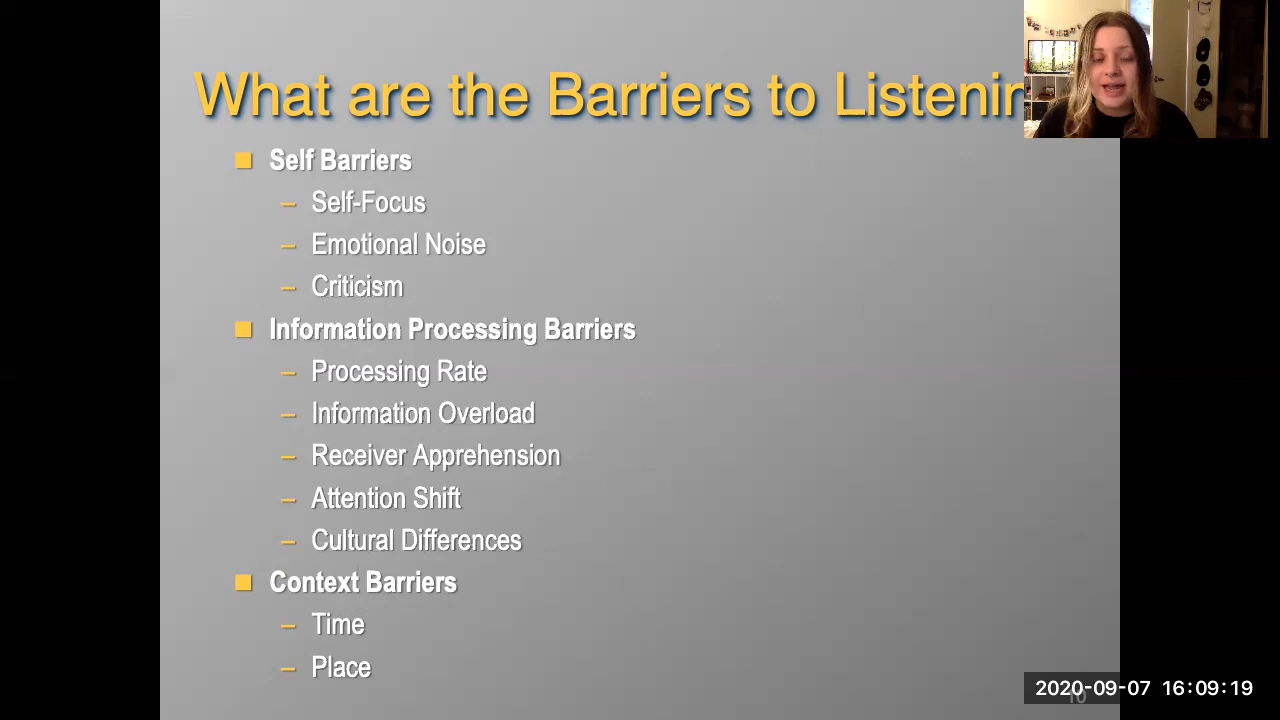 What are the Barriers to Listenin
Self Barriers
– Self-Focus
– Emotional Noise
– Criticism
Information Processing Barriers
– Processing Rate
– Information Overload
– Receiver Apprehension
– Attention Shift
– Cultural Differences
Context Barriers
– Time
– Place
2020-09-07 16:09:19
10